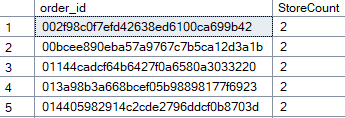 order_id StoreCount
1 002f98c0f7efd42638ed6100ca699b42 2
2 00bcee890eba57a9767c7b5ca12d3a1b 2
3 01144cadcf64b6427f0a6580a3033220 2
4 013a98b3a668bcef05b98898177f6923 2
5 014405982914c2cde2796ddcf0b8703d 2